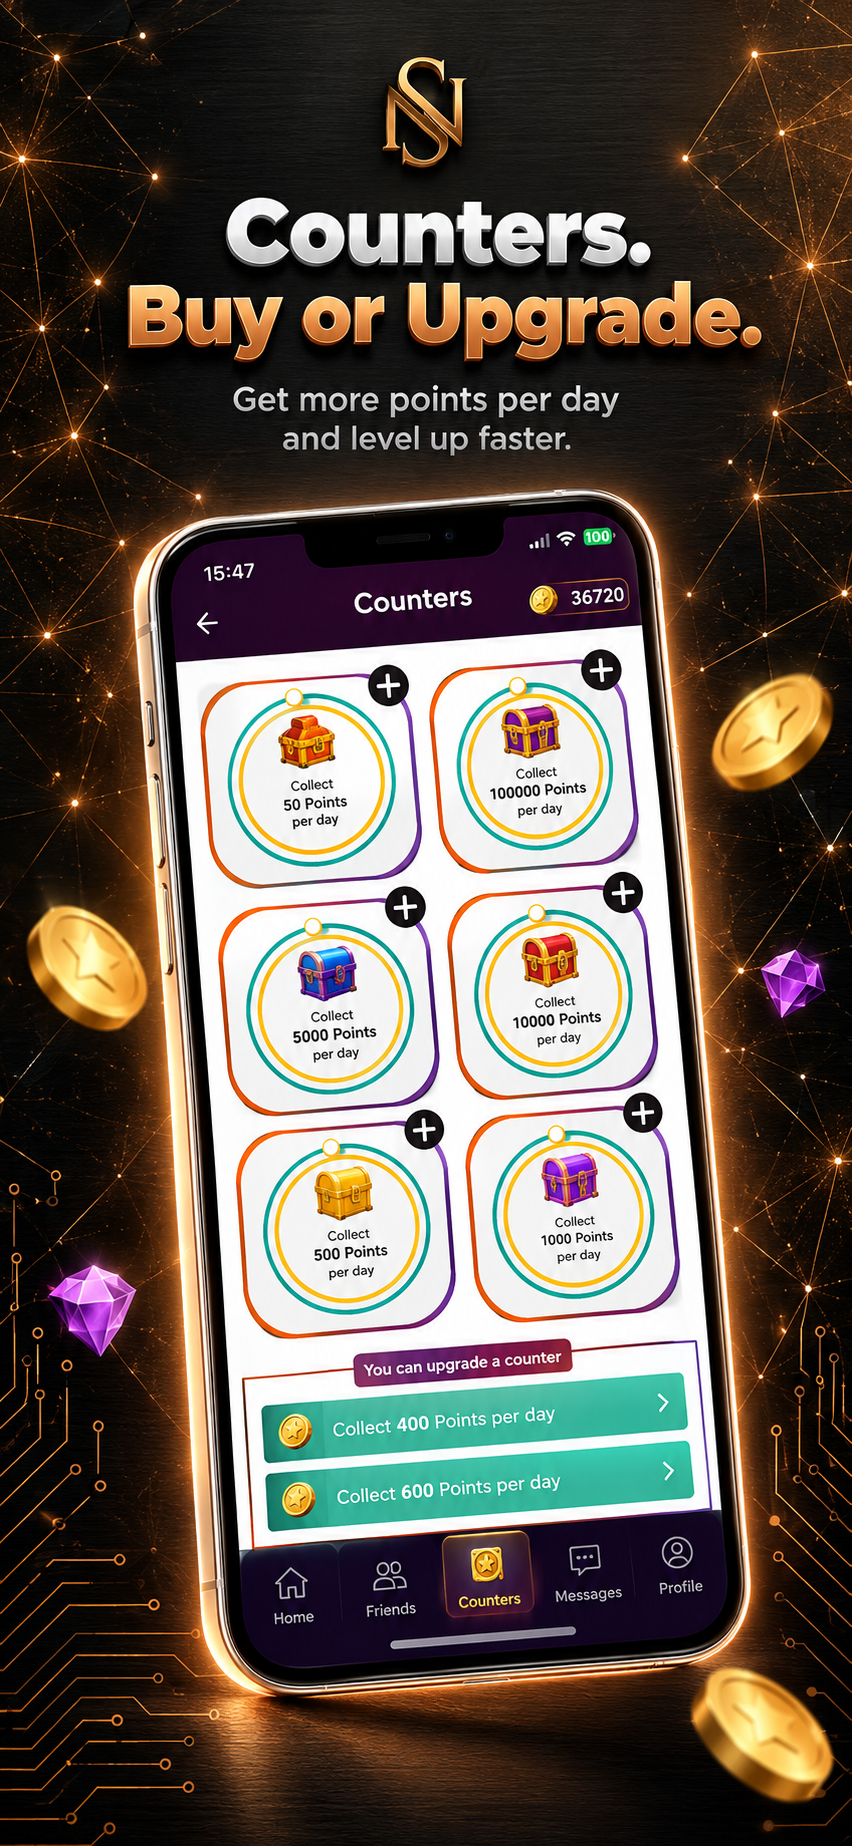 SN
Counters.
Buy or Upgrade.
Get more points per day
and level up faster.
15:47
100
Counters
36720
Collect
50 Points
per day
Collect
100000 Points
per day
Collect
5000 Points
per day
Collect
10000 Points
per day
Collect
500 Points
per day
Collect
1000 Points
per day
You can upgrade a counter
Collect 400 Points per day
Collect 600 Points per day
Home
Friends
Counters
Messages
Profile